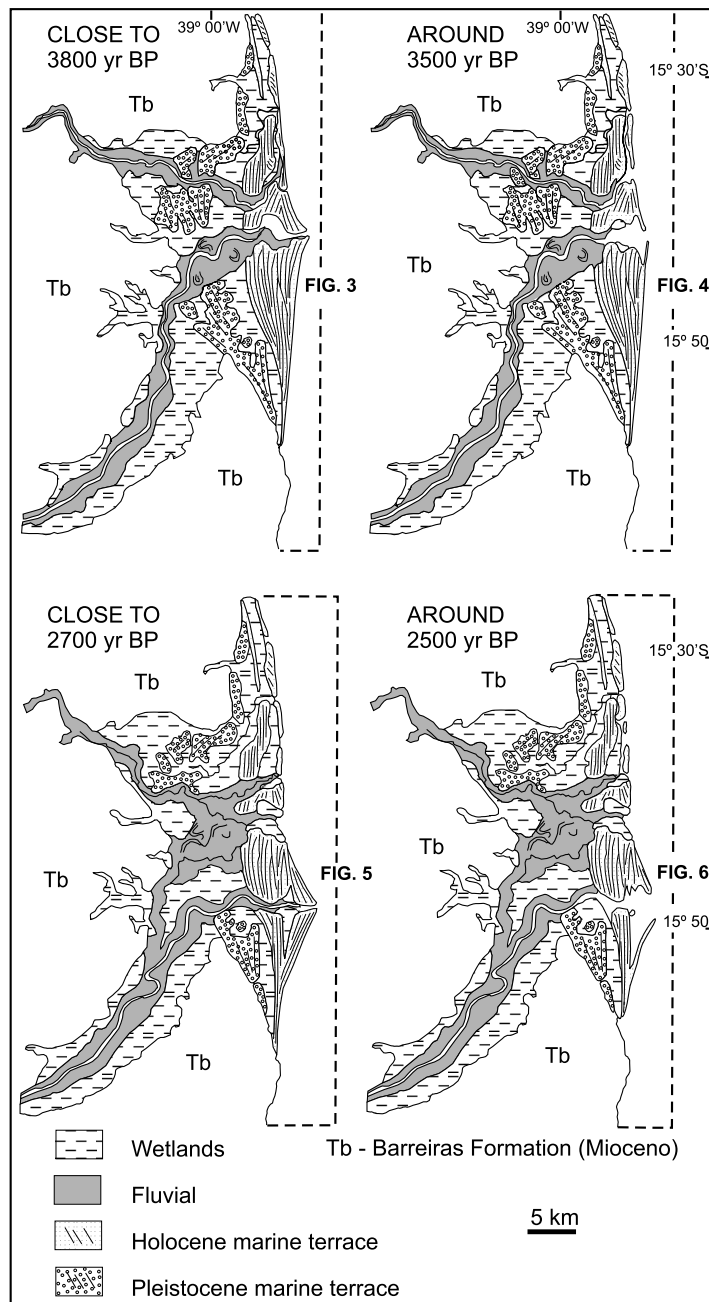 39º 00'W
39º 00'W
CLOSE TO
3800 yr BP
AROUND
3500 yr BP
15º 30'S
Tb
Tb
Tb
Tb
FIG. 3
FIG. 4
15º 50
Tb
Tb
CLOSE TO
2700 yr BP
AROUND
2500 yr BP
15º 30'S
Tb
Tb
Tb
Tb
FIG. 5
FIG. 6
15º 50
Tb
Tb
Wetlands
Tb - Barreiras Formation (Mioceno)
Fluvial
Holocene marine terrace
5 km
Pleistocene marine terrace